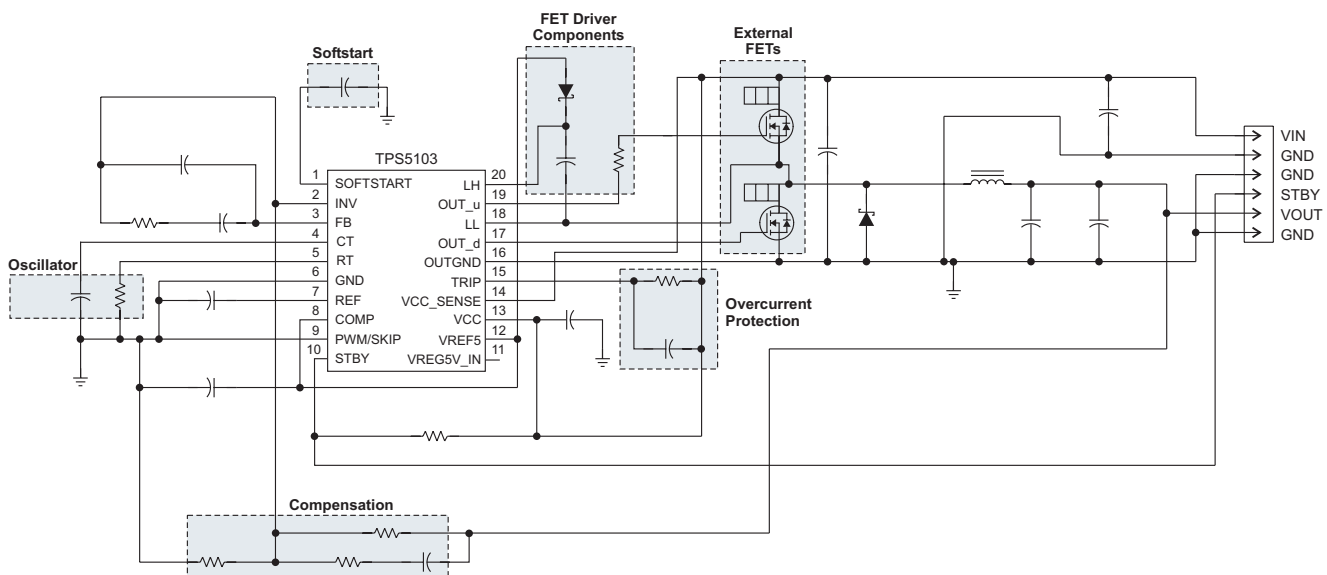 FET Driver
Components
External
FETs
Softstart
VIN
GND
GND
STBY
VOUT
GND
TPS5103
1
SOFTSTART
2
INV
3
FB
4
CT
5
RT
6
GND
7
REF
8
COMP
9
PWM/SKIP
10
STBY
20
LH
19
OUT_u
18
LL
17
OUT_d
16
OUTGND
15
TRIP
14
VCC_SENSE
13
VCC
12
VREF5
11
VREG5V_IN
Oscillator
Overcurrent
Protection
Compensation